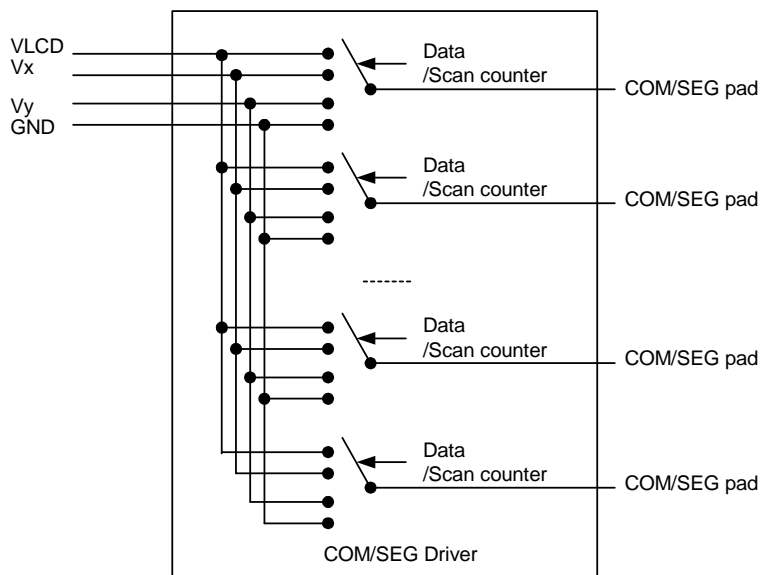 VLCD
Vx
Vy
GND
Data
/Scan counter
COM/SEG pad
Data
/Scan counter
COM/SEG pad
Data
/Scan counter
COM/SEG pad
Data
/Scan counter
COM/SEG pad
COM/SEG Driver